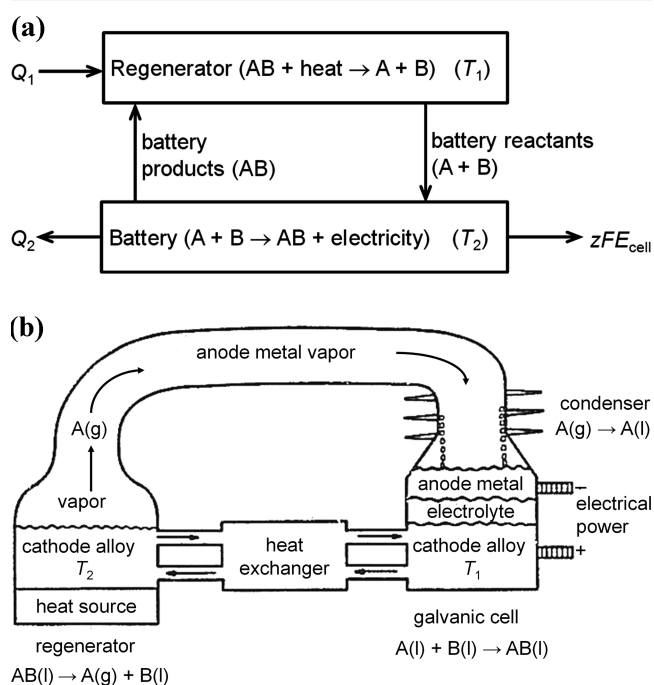 (a)
Q₁ Regenerator (AB + heat → A + B) (T₁)
battery
products (AB)
battery reactants
(A + B)
Q₂ Battery (A + B → AB + electricity) (T₂) zFE_cell
(b)
anode metal vapor
A(g)
vapor
condenser
A(g) → A(l)
anode metal
electrolyte
−
electrical
power
+
cathode alloy
T₂
heat
exchanger
cathode alloy
T₁
heat source
regenerator
AB(l) → A(g) + B(l)
galvanic cell
A(l) + B(l) → AB(l)